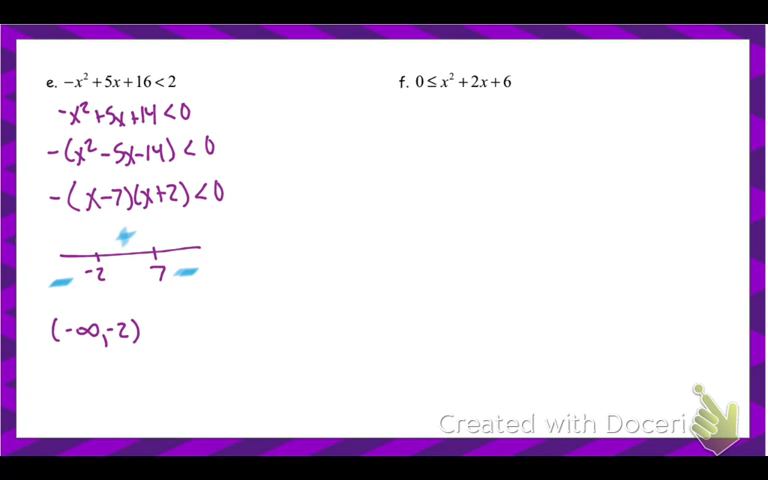 e. −x² + 5x + 16 < 2
-x² + 5x + 14 < 0
-(x² - 5x - 14) < 0
-(x - 7)(x + 2) < 0
+
-2 7
- -
(-∞, -2)
f. 0 ≤ x² + 2x + 6
Created with Doceri